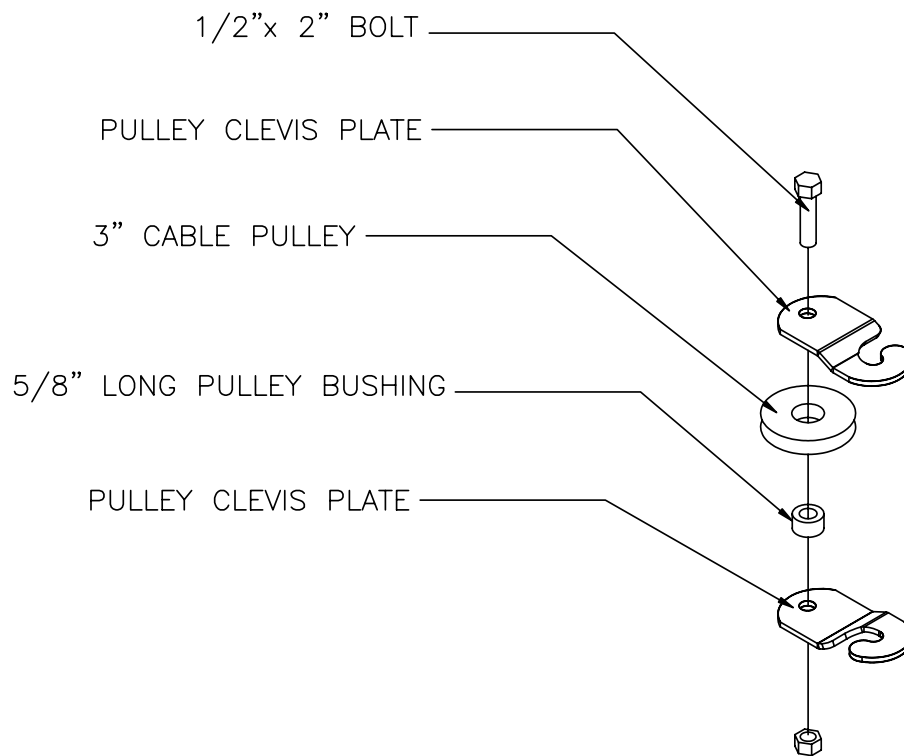 1/2”x 2” BOLT
PULLEY CLEVIS PLATE
3” CABLE PULLEY
5/8” LONG PULLEY BUSHING
PULLEY CLEVIS PLATE